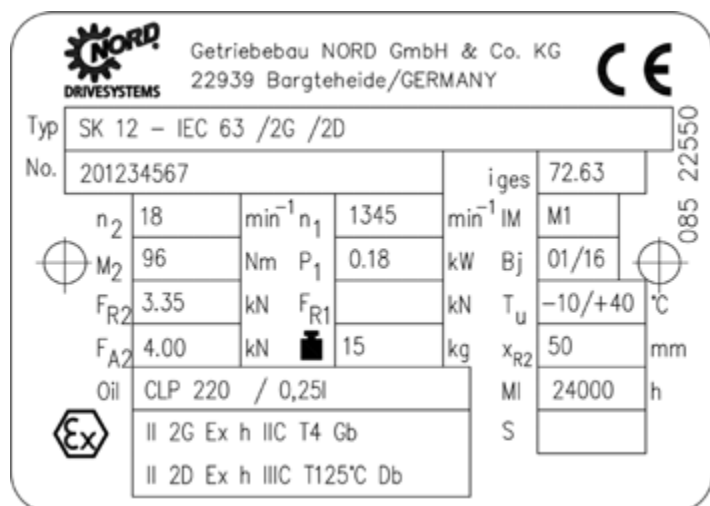 NORD
DRIVESYSTEMS
Getriebebau NORD GmbH & Co. KG
22939 Bargteheide/GERMANY
CE
Typ SK 12 – IEC 63 /2G /2D
No. 201234567 iges 72.63
n2 18 min-1 n1 1345 min-1 IM M1
M2 96 Nm P1 0.18 kW Bj 01/16
FR2 3.35 kN FR1 kN Tu -10/+40 °C
FA2 4.00 kN 15 kg xR2 50 mm
Oil CLP 220 / 0,25l MI 24000 h
Ex II 2G Ex h IIC T4 Gb S
II 2D Ex h IIIC T125°C Db
085 22550